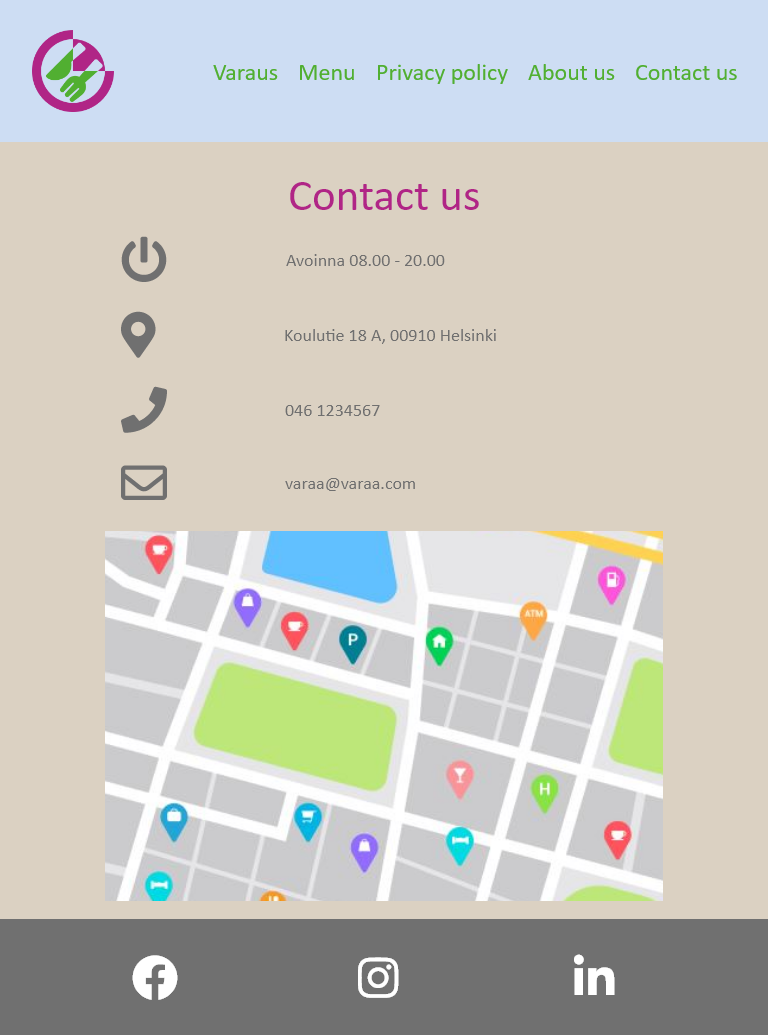 Varaus Menu Privacy policy About us Contact us
Contact us
Avoinna 08.00 - 20.00
Koulutie 18 A, 00910 Helsinki
046 1234567
varaa@varaa.com
ATM
P
H
in